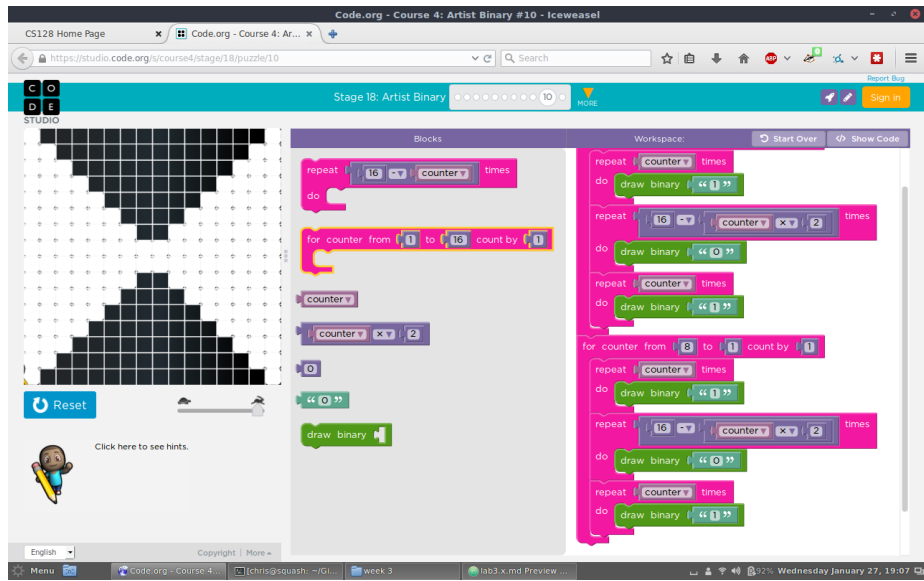 Code.org - Course 4: Artist Binary #10 - Iceweasel
CS128 Home Page
Code.org - Course 4: Ar...
https://studio.code.org/s/course4/stage/18/puzzle/10
Search
ABP
Report Bug
C O
D E
STUDIO
Stage 18: Artist Binary
10
MORE
Sign in
Blocks
Workspace:
Start Over
</> Show Code
repeat 16 - counter times
do
for counter from 1 to 16 count by 1
counter
counter × 2
0
“ 0 ”
draw binary
repeat counter times
do draw binary “ 1 ”
repeat 16 - counter × 2 times
do draw binary “ 0 ”
repeat counter times
do draw binary “ 1 ”
for counter from 8 to 1 count by 1
repeat counter times
do draw binary “ 1 ”
repeat 16 - counter × 2 times
do draw binary “ 0 ”
repeat counter times
do draw binary “ 1 ”
Reset
Click here to see hints.
English
Copyright | More
Menu
Code.org - Course 4...
[chris@squash: ~/Gi...
week 3
lab3.x.md Preview ...
92% Wednesday January 27, 19:07